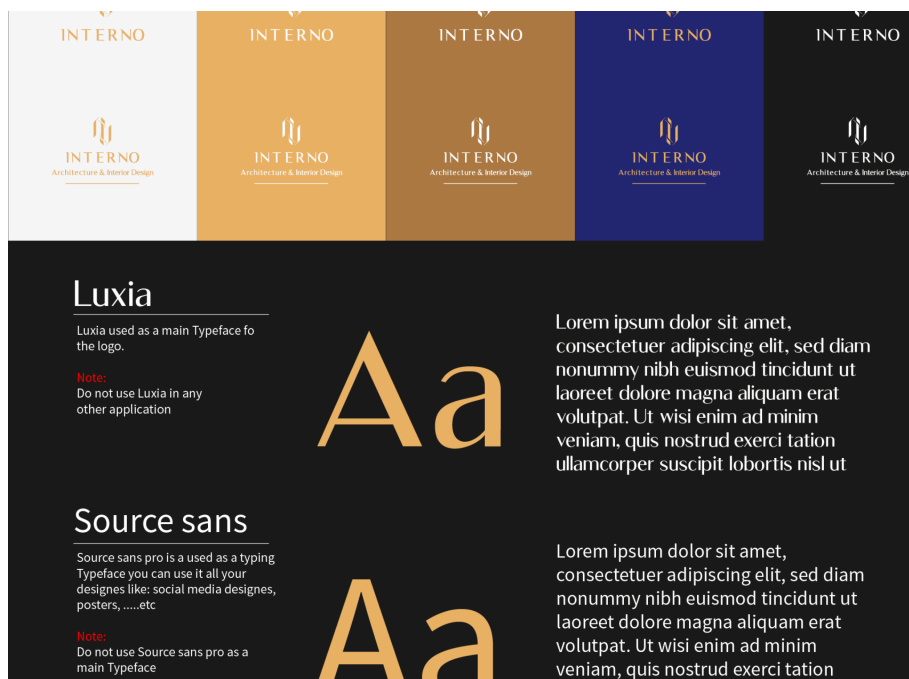 INTERNO
INTERNO
INTERNO
INTERNO
INTERNO
INTERNO
Architecture & Interior Design
INTERNO
Architecture & Interior Design
INTERNO
Architecture & Interior Design
INTERNO
Architecture & Interior Design
INTERNO
Architecture & Interior Design
Luxia
Luxia used as a main Typeface fo
the logo.
Note:
Do not use Luxia in any
other application
Aa
Lorem ipsum dolor sit amet,
consectetuer adipiscing elit, sed diam
nonummy nibh euismod tincidunt ut
laoreet dolore magna aliquam erat
volutpat. Ut wisi enim ad minim
veniam, quis nostrud exerci tation
ullamcorper suscipit lobortis nisl ut
Source sans
Source sans pro is a used as a typing
Typeface you can use it all your
designes like: social media designes,
posters, .....etc
Note:
Do not use Source sans pro as a
main Typeface
Aa
Lorem ipsum dolor sit amet,
consectetuer adipiscing elit, sed diam
nonummy nibh euismod tincidunt ut
laoreet dolore magna aliquam erat
volutpat. Ut wisi enim ad minim
veniam, quis nostrud exerci tation